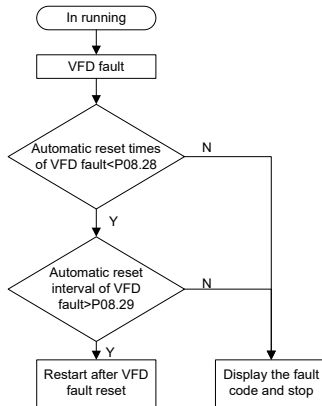 In running
VFD fault
Automatic reset times
of VFD fault<P08.28
N
Y
Automatic reset
interval of VFD
fault>P08.29
N
Y
Restart after VFD
fault reset
Display the fault
code and stop